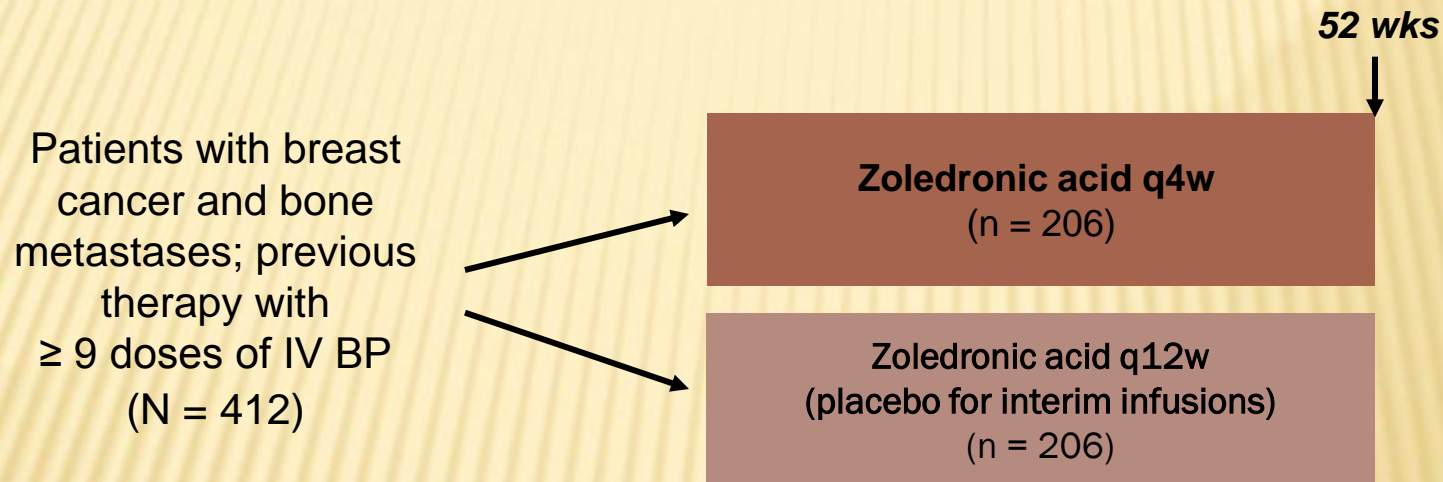 52 wks
Patients with breast
cancer and bone
metastases; previous
therapy with
≥ 9 doses of IV BP
(N = 412)
Zoledronic acid q4w
(n = 206)
Zoledronic acid q12w
(placebo for interim infusions)
(n = 206)